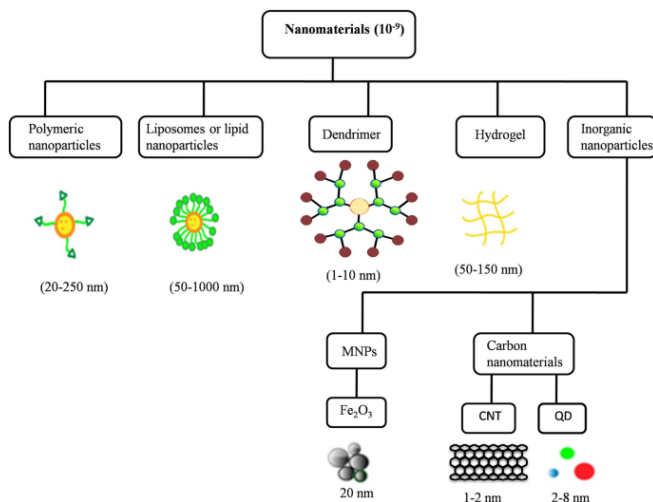 Nanomaterials (10⁻⁹)
Polymeric
nanoparticles
Liposomes or lipid
nanoparticles
Dendrimer
Hydrogel
Inorganic
nanoparticles
(20-250 nm)
(50-1000 nm)
(1-10 nm)
(50-150 nm)
MNPs
Carbon
nanomaterials
Fe₂O₃
CNT
QD
20 nm
1-2 nm
2-8 nm